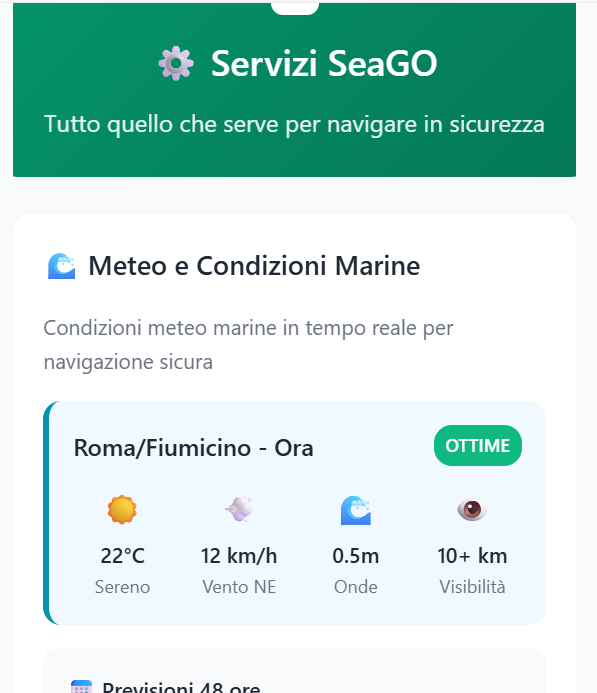 Servizi SeaGO
Tutto quello che serve per navigare in sicurezza
Meteo e Condizioni Marine
Condizioni meteo marine in tempo reale per
navigazione sicura
Roma/Fiumicino - Ora
OTTIME
22°C
12 km/h
0.5m
10+ km
Sereno
Vento NE
Onde
Visibilità
Previsioni 48 ore